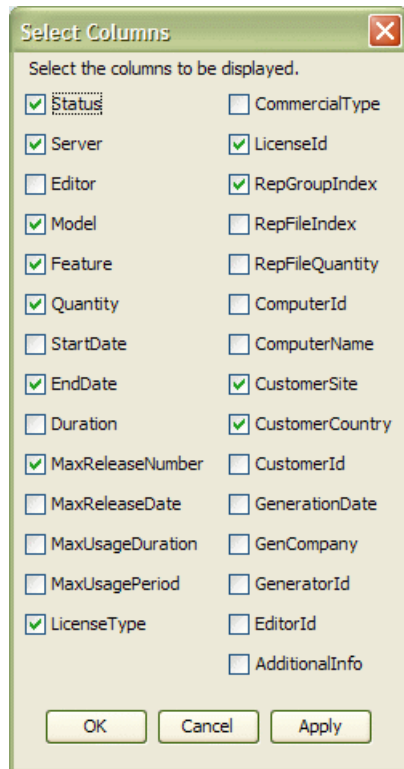 Select Columns
Select the columns to be displayed.
Status
Server
Editor
Model
Feature
Quantity
StartDate
EndDate
Duration
MaxReleaseNumber
MaxReleaseDate
MaxUsageDuration
MaxUsagePeriod
LicenseType
CommercialType
LicenseId
RepGroupIndex
RepFileIndex
RepFileQuantity
ComputerId
ComputerName
CustomerSite
CustomerCountry
CustomerId
GenerationDate
GenCompany
GeneratorId
EditorId
AdditionalInfo
OK Cancel Apply